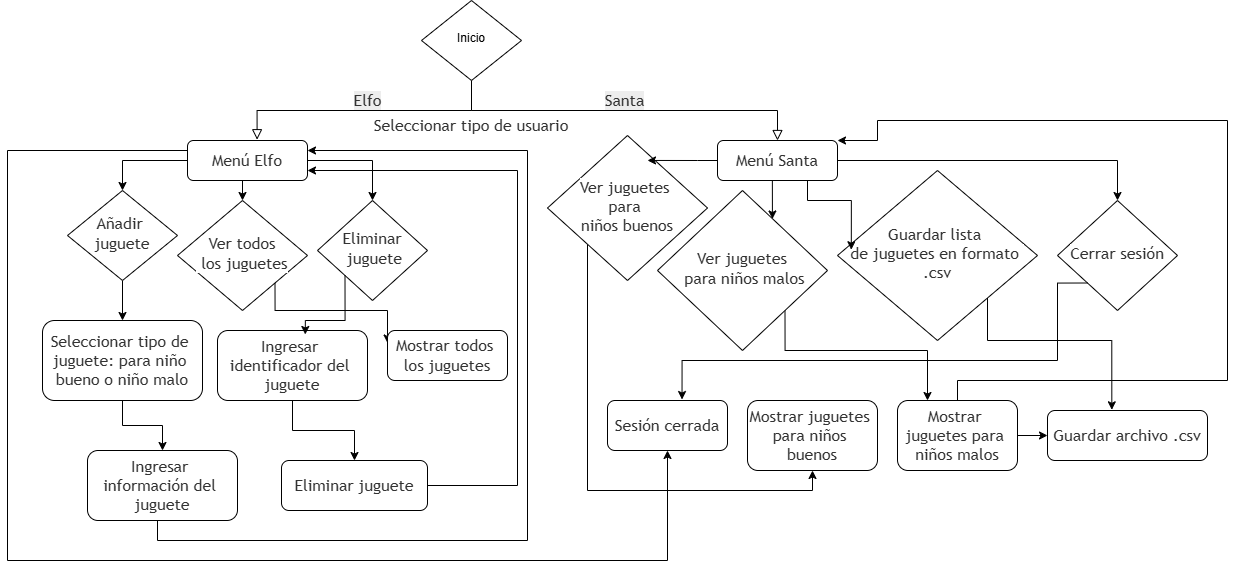 Inicio
Elfo
Santa
Seleccionar tipo de usuario
Menú Elfo
Menú Santa
Añadir
juguete
Ver todos
los juguetes
Eliminar
juguete
Ver juguetes
para
niños buenos
Ver juguetes
para niños malos
Guardar lista
de juguetes en formato
.csv
Cerrar sesión
Seleccionar tipo de
juguete: para niño
bueno o niño malo
Ingresar
identificador del
juguete
Mostrar todos
los juguetes
Sesión cerrada
Mostrar juguetes
para niños
buenos
Mostrar
juguetes para
niños malos
Guardar archivo .csv
Ingresar
información del
juguete
Eliminar juguete